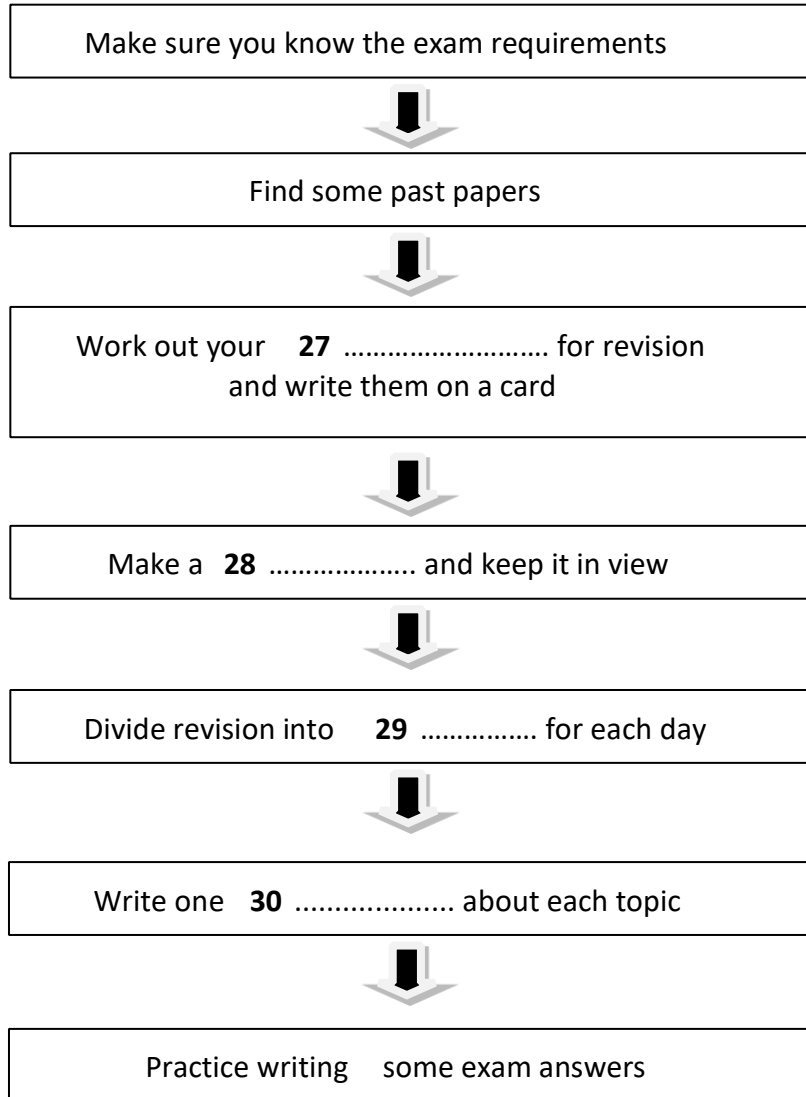 Make sure you know the exam requirements
Find some past papers
Work out your 27 ............................ for revision
and write them on a card
Make a 28 .................... and keep it in view
Divide revision into 29 ................ for each day
Write one 30 ..................... about each topic
Practice writing some exam answers